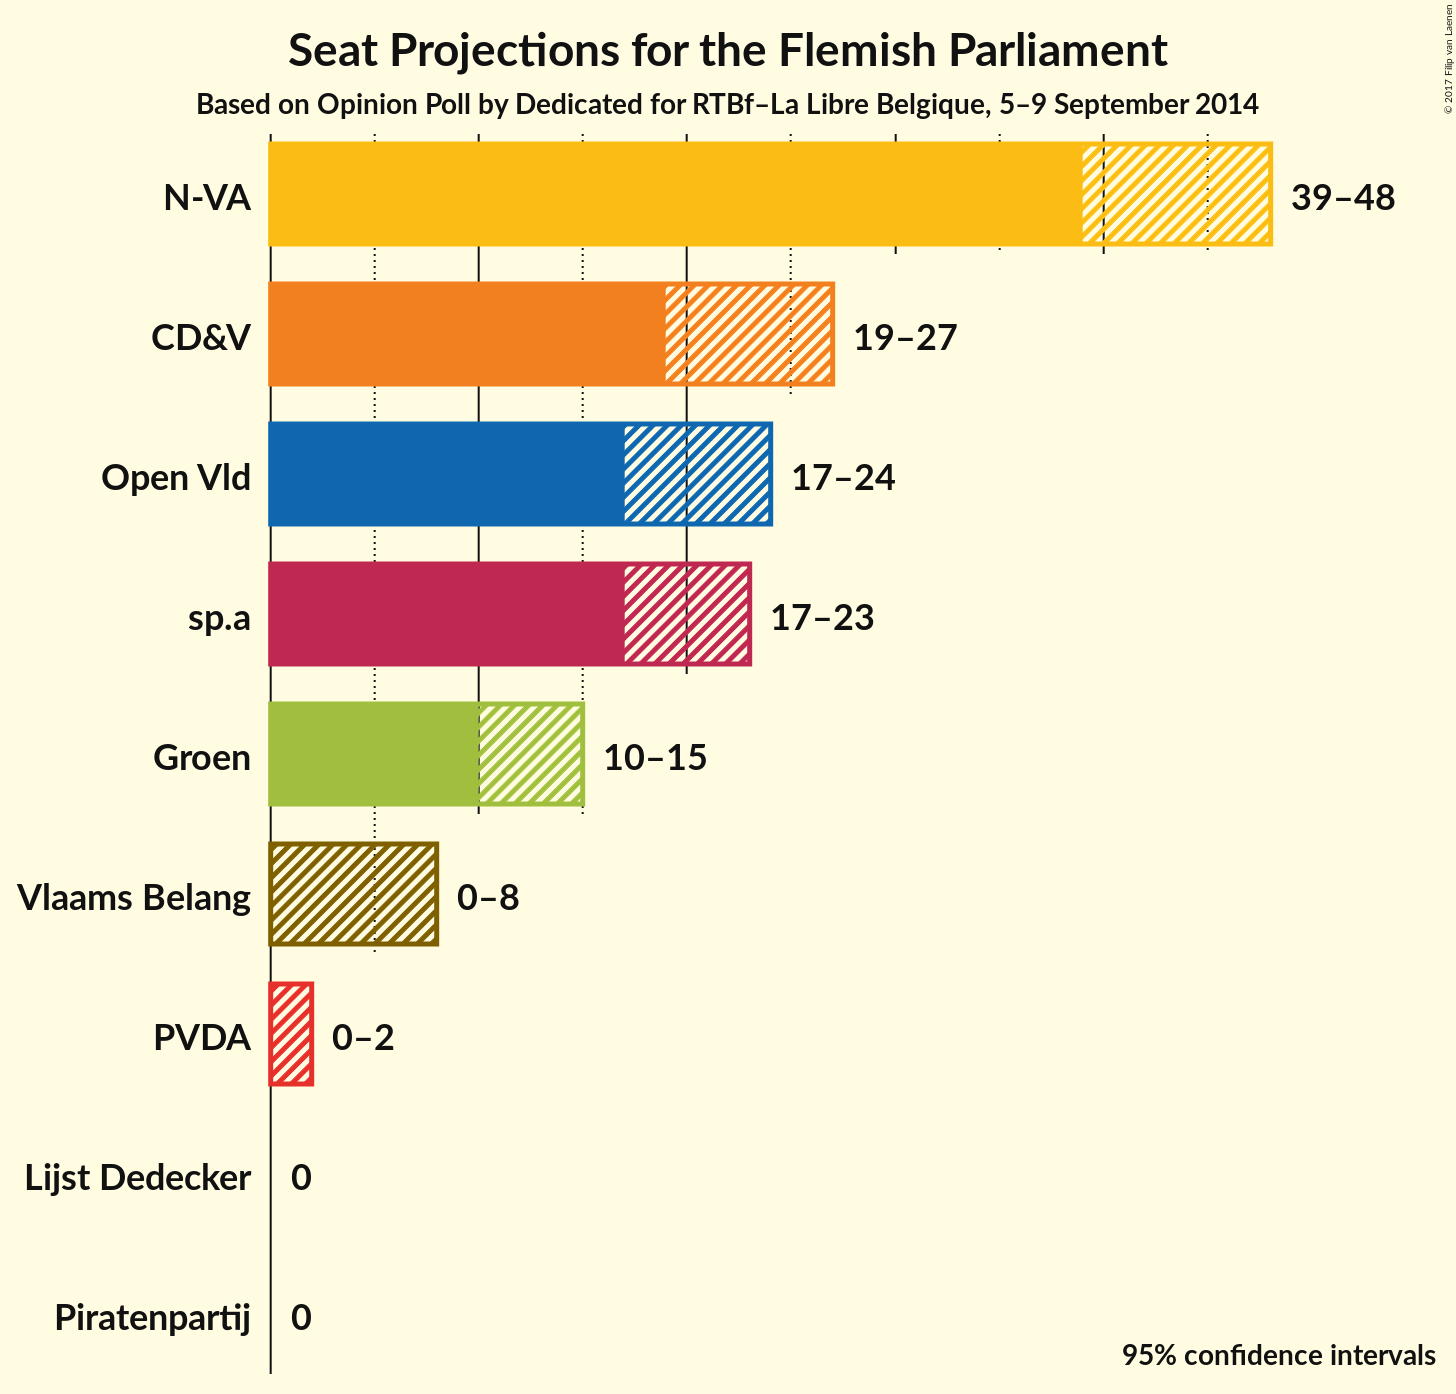 Seat Projections for the Flemish Parliament
Based on Opinion Poll by Dedicated for RTBf–La Libre Belgique, 5–9 September 2014
© 2017 Filip van Laenen
N-VA 39–48
CD&V 19–27
Open Vld 17–24
sp.a 17–23
Groen 10–15
Vlaams Belang 0–8
PVDA 0–2
Lijst Dedecker 0
Piratenpartij 0
95% confidence intervals